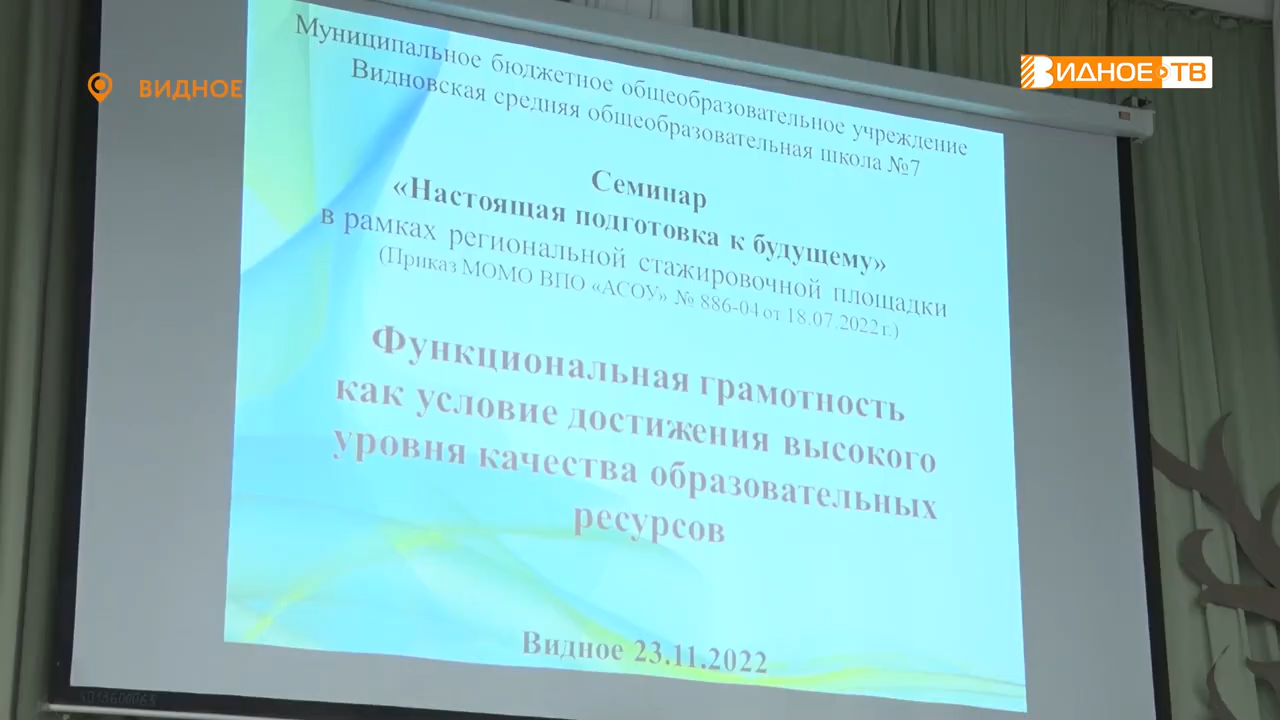 ВИДНОЕ
ВИДНОЕ ТВ
Муниципальное бюджетное общеобразовательное учреждение
Видновская средняя общеобразовательная школа №7
Семинар
«Настоящая подготовка к будущему»
в рамках региональной стажировочной площадки
(Приказ МОМО ВПО «АСОУ» № 886-04 от 18.07.2022 г.)
Функциональная грамотность
как условие достижения высокого
уровня качества образовательных
ресурсов
Видное 23.11.2022